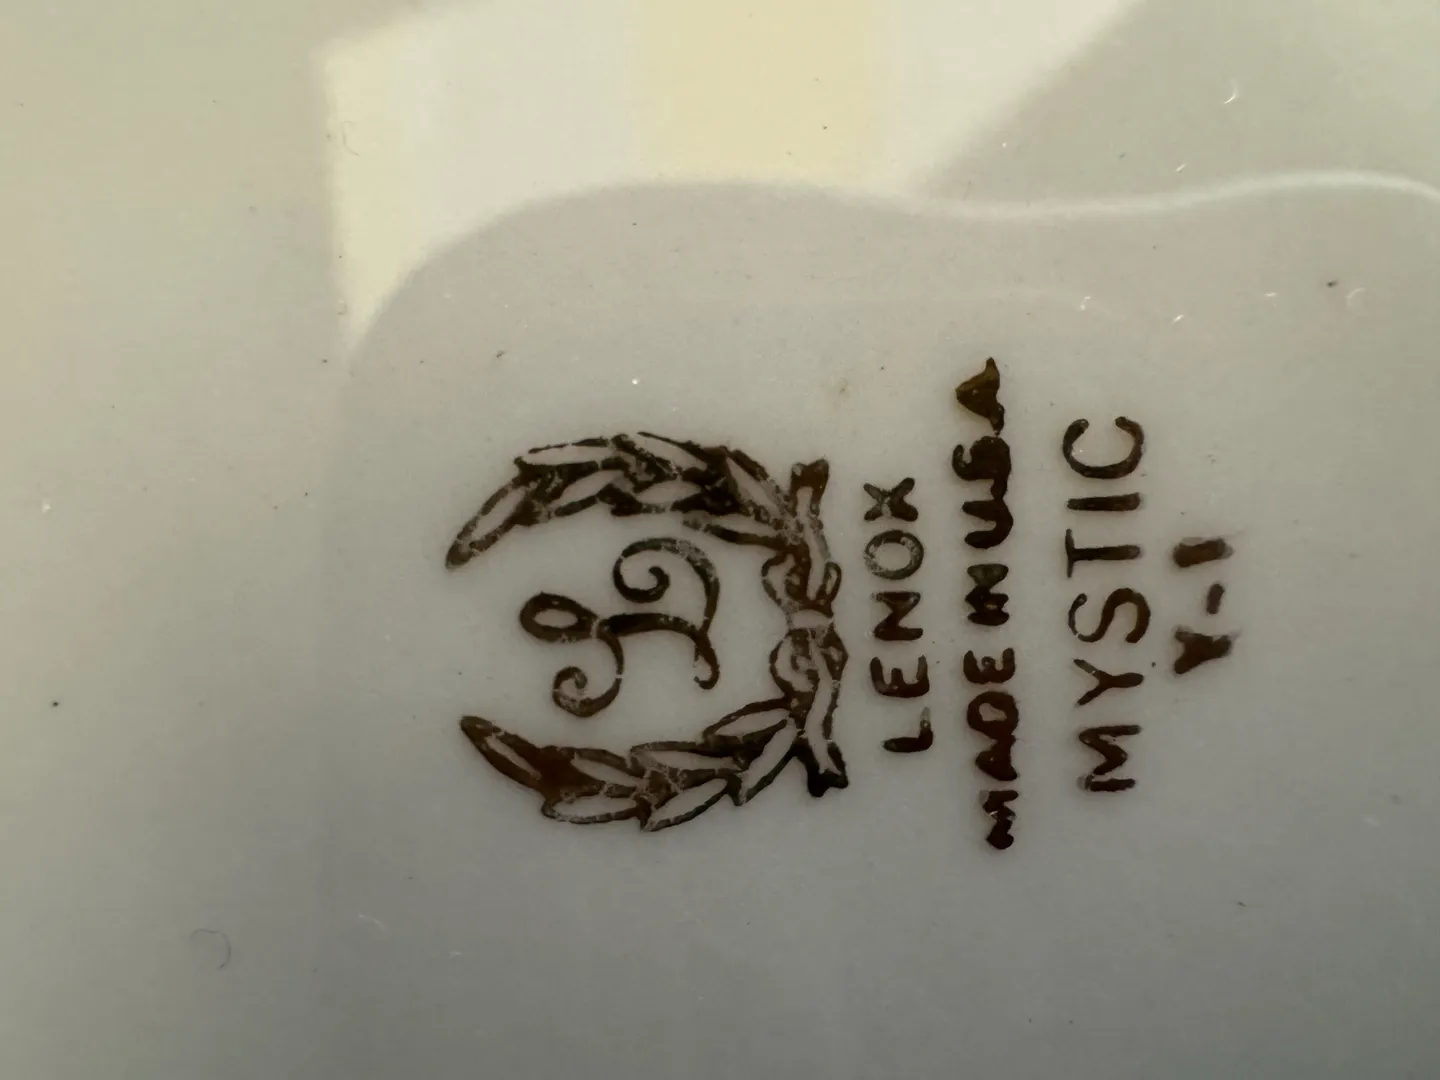 L
LENOX
MADE IN U.S.A
MYSTIC
Y-1